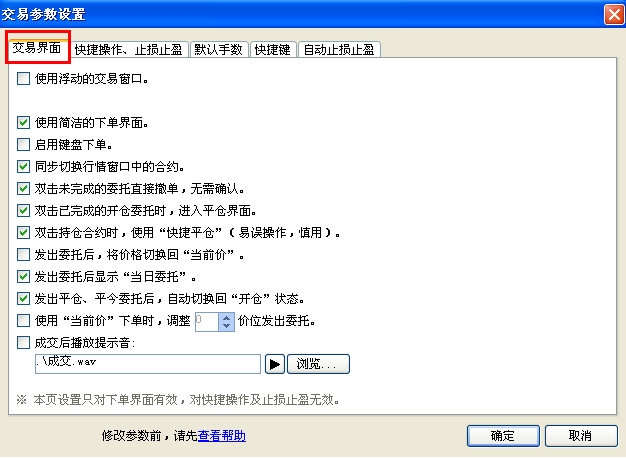 交易参数设置
交易界面 快捷操作、止损止盈 默认手数 快捷键 自动止损止盈
使用浮动的交易窗口。
使用简洁的下单界面。
启用键盘下单。
同步切换行情窗口中的合约。
双击未完成的委托直接撤单，无需确认。
双击已完成的开仓委托时，进入平仓界面。
双击持仓合约时，使用“快捷平仓”（易误操作，慎用）。
发出委托后，将价格切换回“当前价”。
发出委托后显示“当日委托”。
发出平仓、平今委托后，自动切换回“开仓”状态。
使用“当前价”下单时，调整 0 价位发出委托。
成交后播放提示音:
.\成交.wav 浏览...
※ 本页设置只对下单界面有效，对快捷操作及止损止盈无效。
修改参数前，请先查看帮助 确定 取消